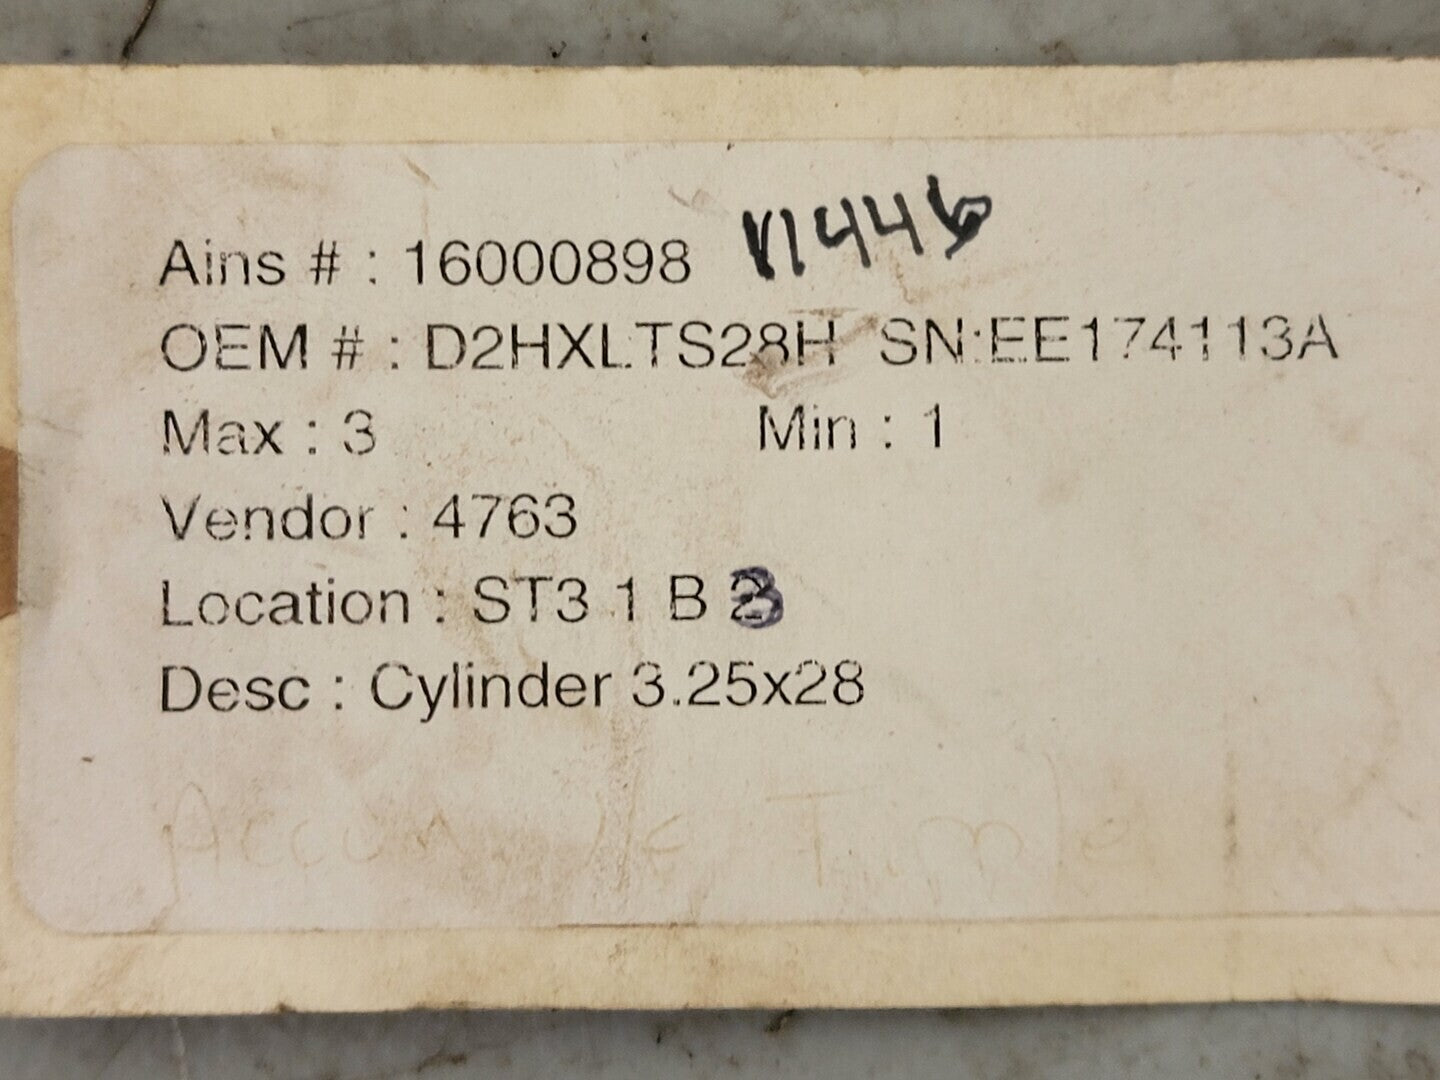 Ains # : 16000898 11446
OEM # : D2HXLTS28H SN:EE174113A
Max : 3 Min : 1
Vendor : 4763
Location : ST3 1 B 3
Desc : Cylinder 3.25x28